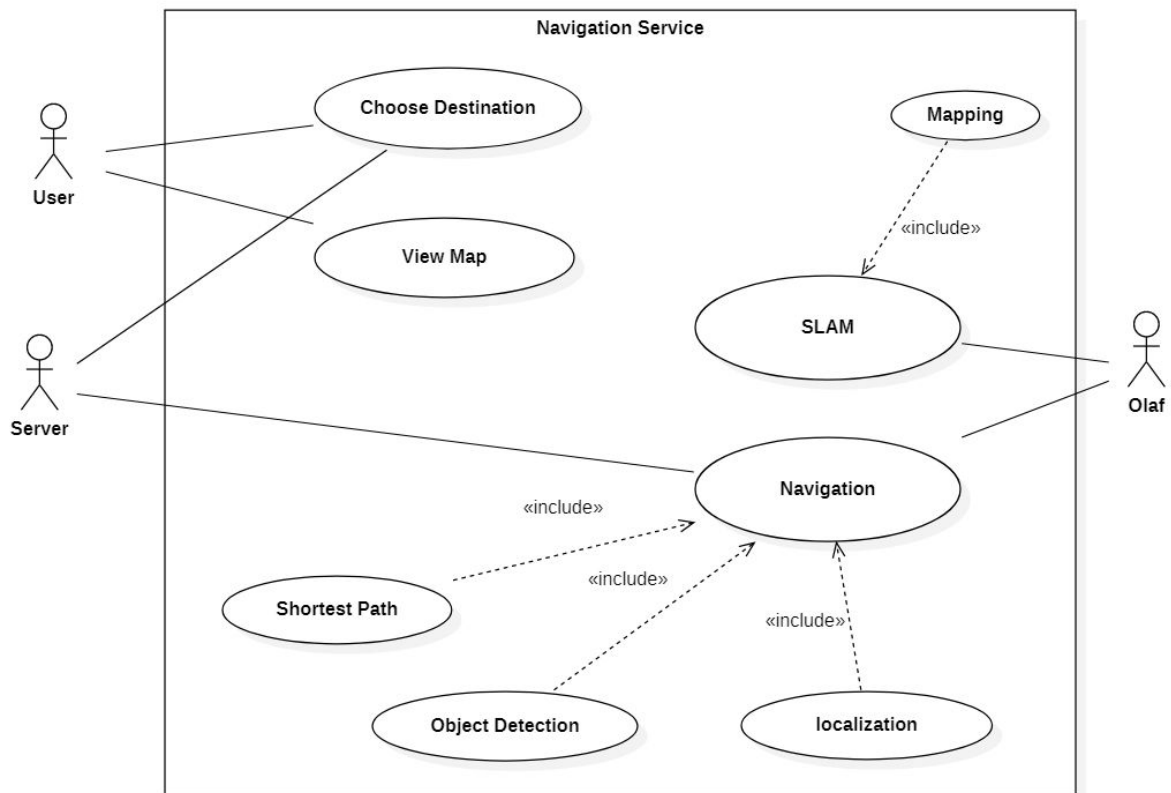 Navigation Service
Choose Destination
Mapping
User
View Map
«include»
SLAM
Server
Olaf
Navigation
«include»
«include»
Shortest Path
«include»
Object Detection
localization